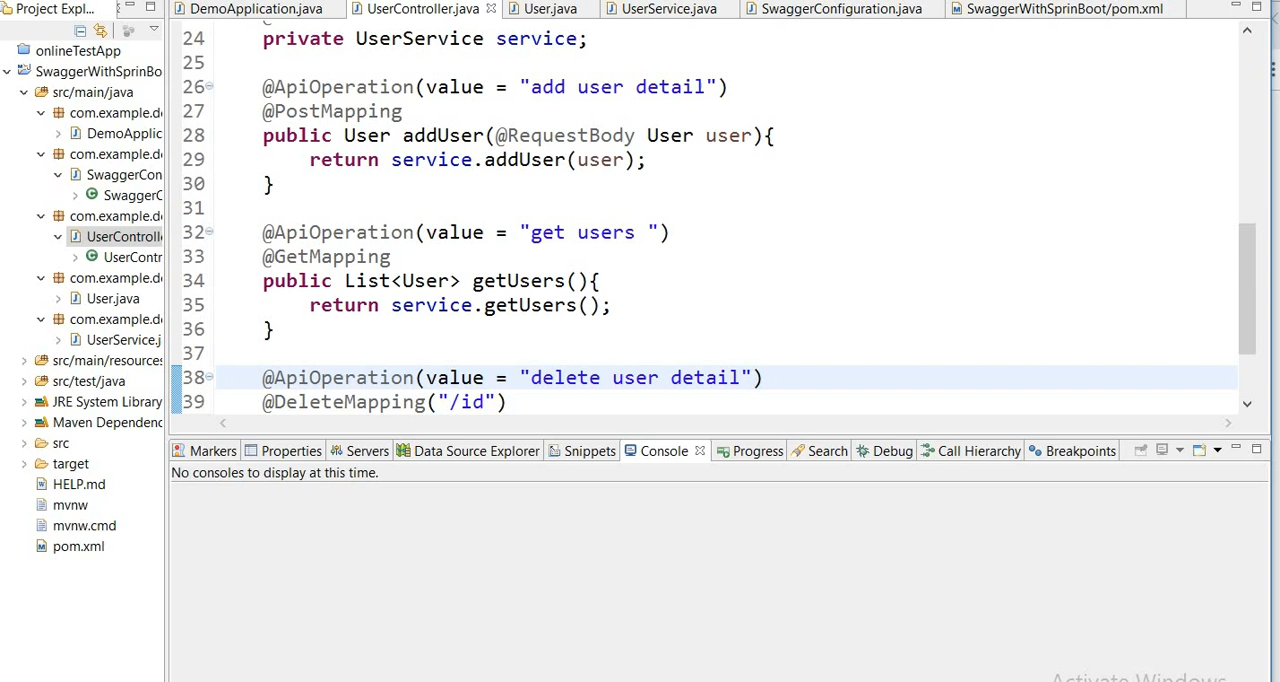 Project Expl...
DemoApplication.java
UserController.java
User.java
UserService.java
SwaggerConfiguration.java
SwaggerWithSprinBoot/pom.xml
onlineTestApp
SwaggerWithSprinBo
src/main/java
com.example.de
DemoApplic
com.example.de
SwaggerCon
SwaggerC
com.example.de
UserControlle
UserContr
com.example.de
User.java
com.example.de
UserService.j
src/main/resources
src/test/java
JRE System Library
Maven Dependenc
src
target
HELP.md
mvnw
mvnw.cmd
pom.xml
24 private UserService service;
25
26 @ApiOperation(value = "add user detail")
27 @PostMapping
28 public User addUser(@RequestBody User user){
29 return service.addUser(user);
30 }
31
32 @ApiOperation(value = "get users ")
33 @GetMapping
34 public List<User> getUsers(){
35 return service.getUsers();
36 }
37
38 @ApiOperation(value = "delete user detail")
39 @DeleteMapping("/id")
Markers Properties Servers Data Source Explorer Snippets Console Progress Search Debug Call Hierarchy Breakpoints
No consoles to display at this time.
Activate Windows